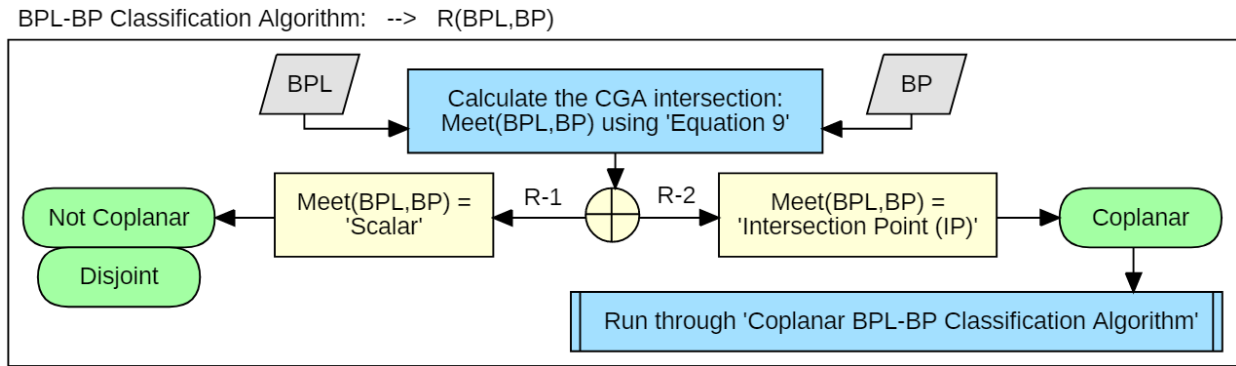 BPL-BP Classification Algorithm:   -->   R(BPL,BP)
BPL
BP
Calculate the CGA intersection:
Meet(BPL,BP) using 'Equation 9'
Not Coplanar
Disjoint
Meet(BPL,BP) =
'Scalar'
R-1
R-2
Meet(BPL,BP) =
'Intersection Point (IP)'
Coplanar
Run through 'Coplanar BPL-BP Classification Algorithm'